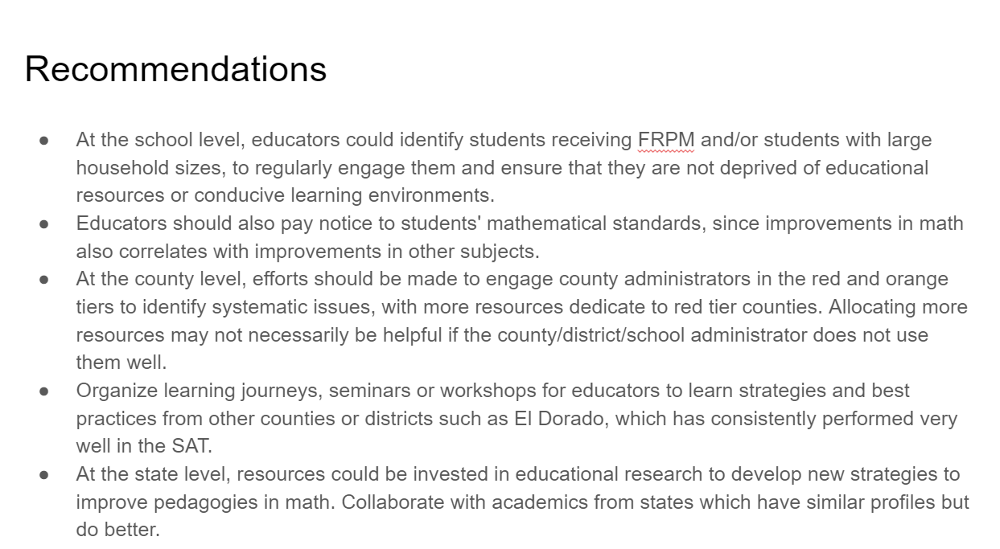 Recommendations
● At the school level, educators could identify students receiving FRPM and/or students with large
household sizes, to regularly engage them and ensure that they are not deprived of educational
resources or conducive learning environments.
● Educators should also pay notice to students' mathematical standards, since improvements in math
also correlates with improvements in other subjects.
● At the county level, efforts should be made to engage county administrators in the red and orange
tiers to identify systematic issues, with more resources dedicate to red tier counties. Allocating more
resources may not necessarily be helpful if the county/district/school administrator does not use
them well.
● Organize learning journeys, seminars or workshops for educators to learn strategies and best
practices from other counties or districts such as El Dorado, which has consistently performed very
well in the SAT.
● At the state level, resources could be invested in educational research to develop new strategies to
improve pedagogies in math. Collaborate with academics from states which have similar profiles but
do better.